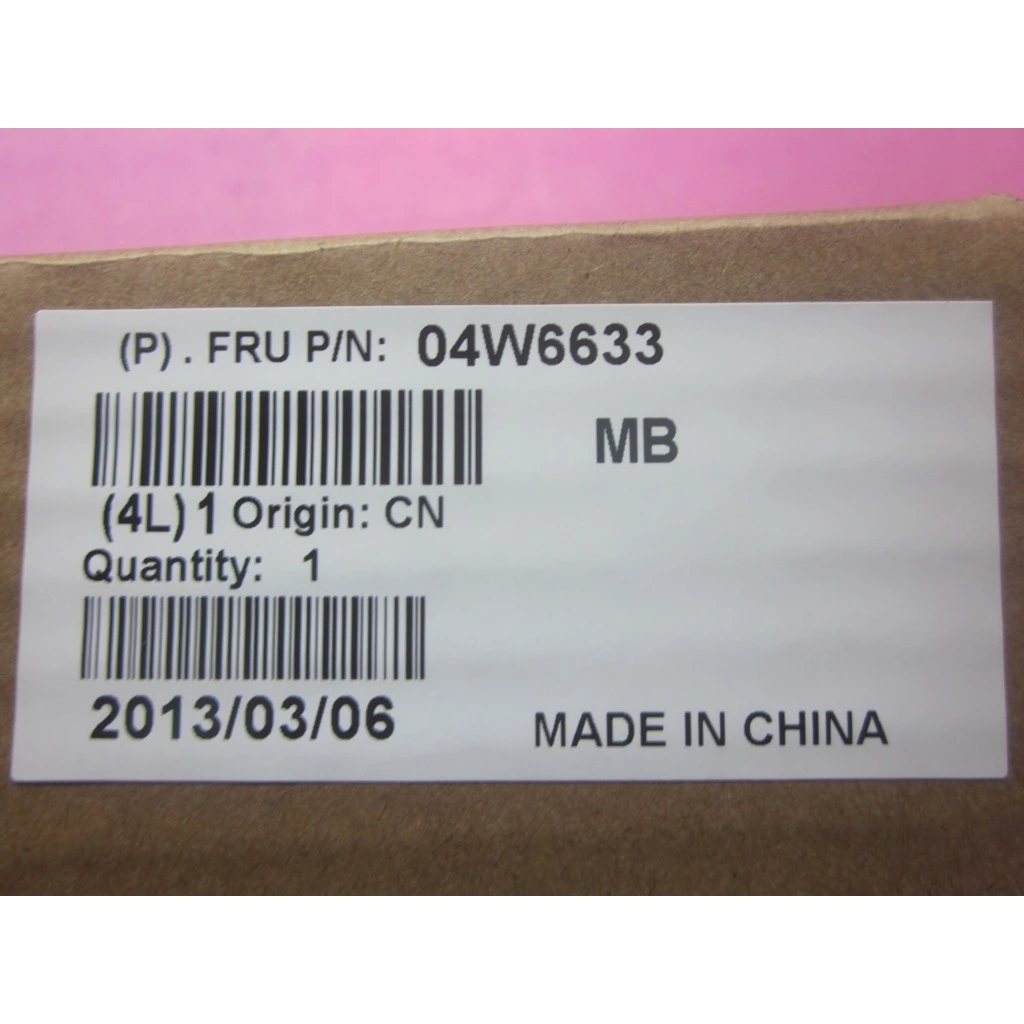 (P). FRU P/N: 04W6633
MB
(4L)1 Origin: CN
Quantity: 1
2013/03/06
MADE IN CHINA